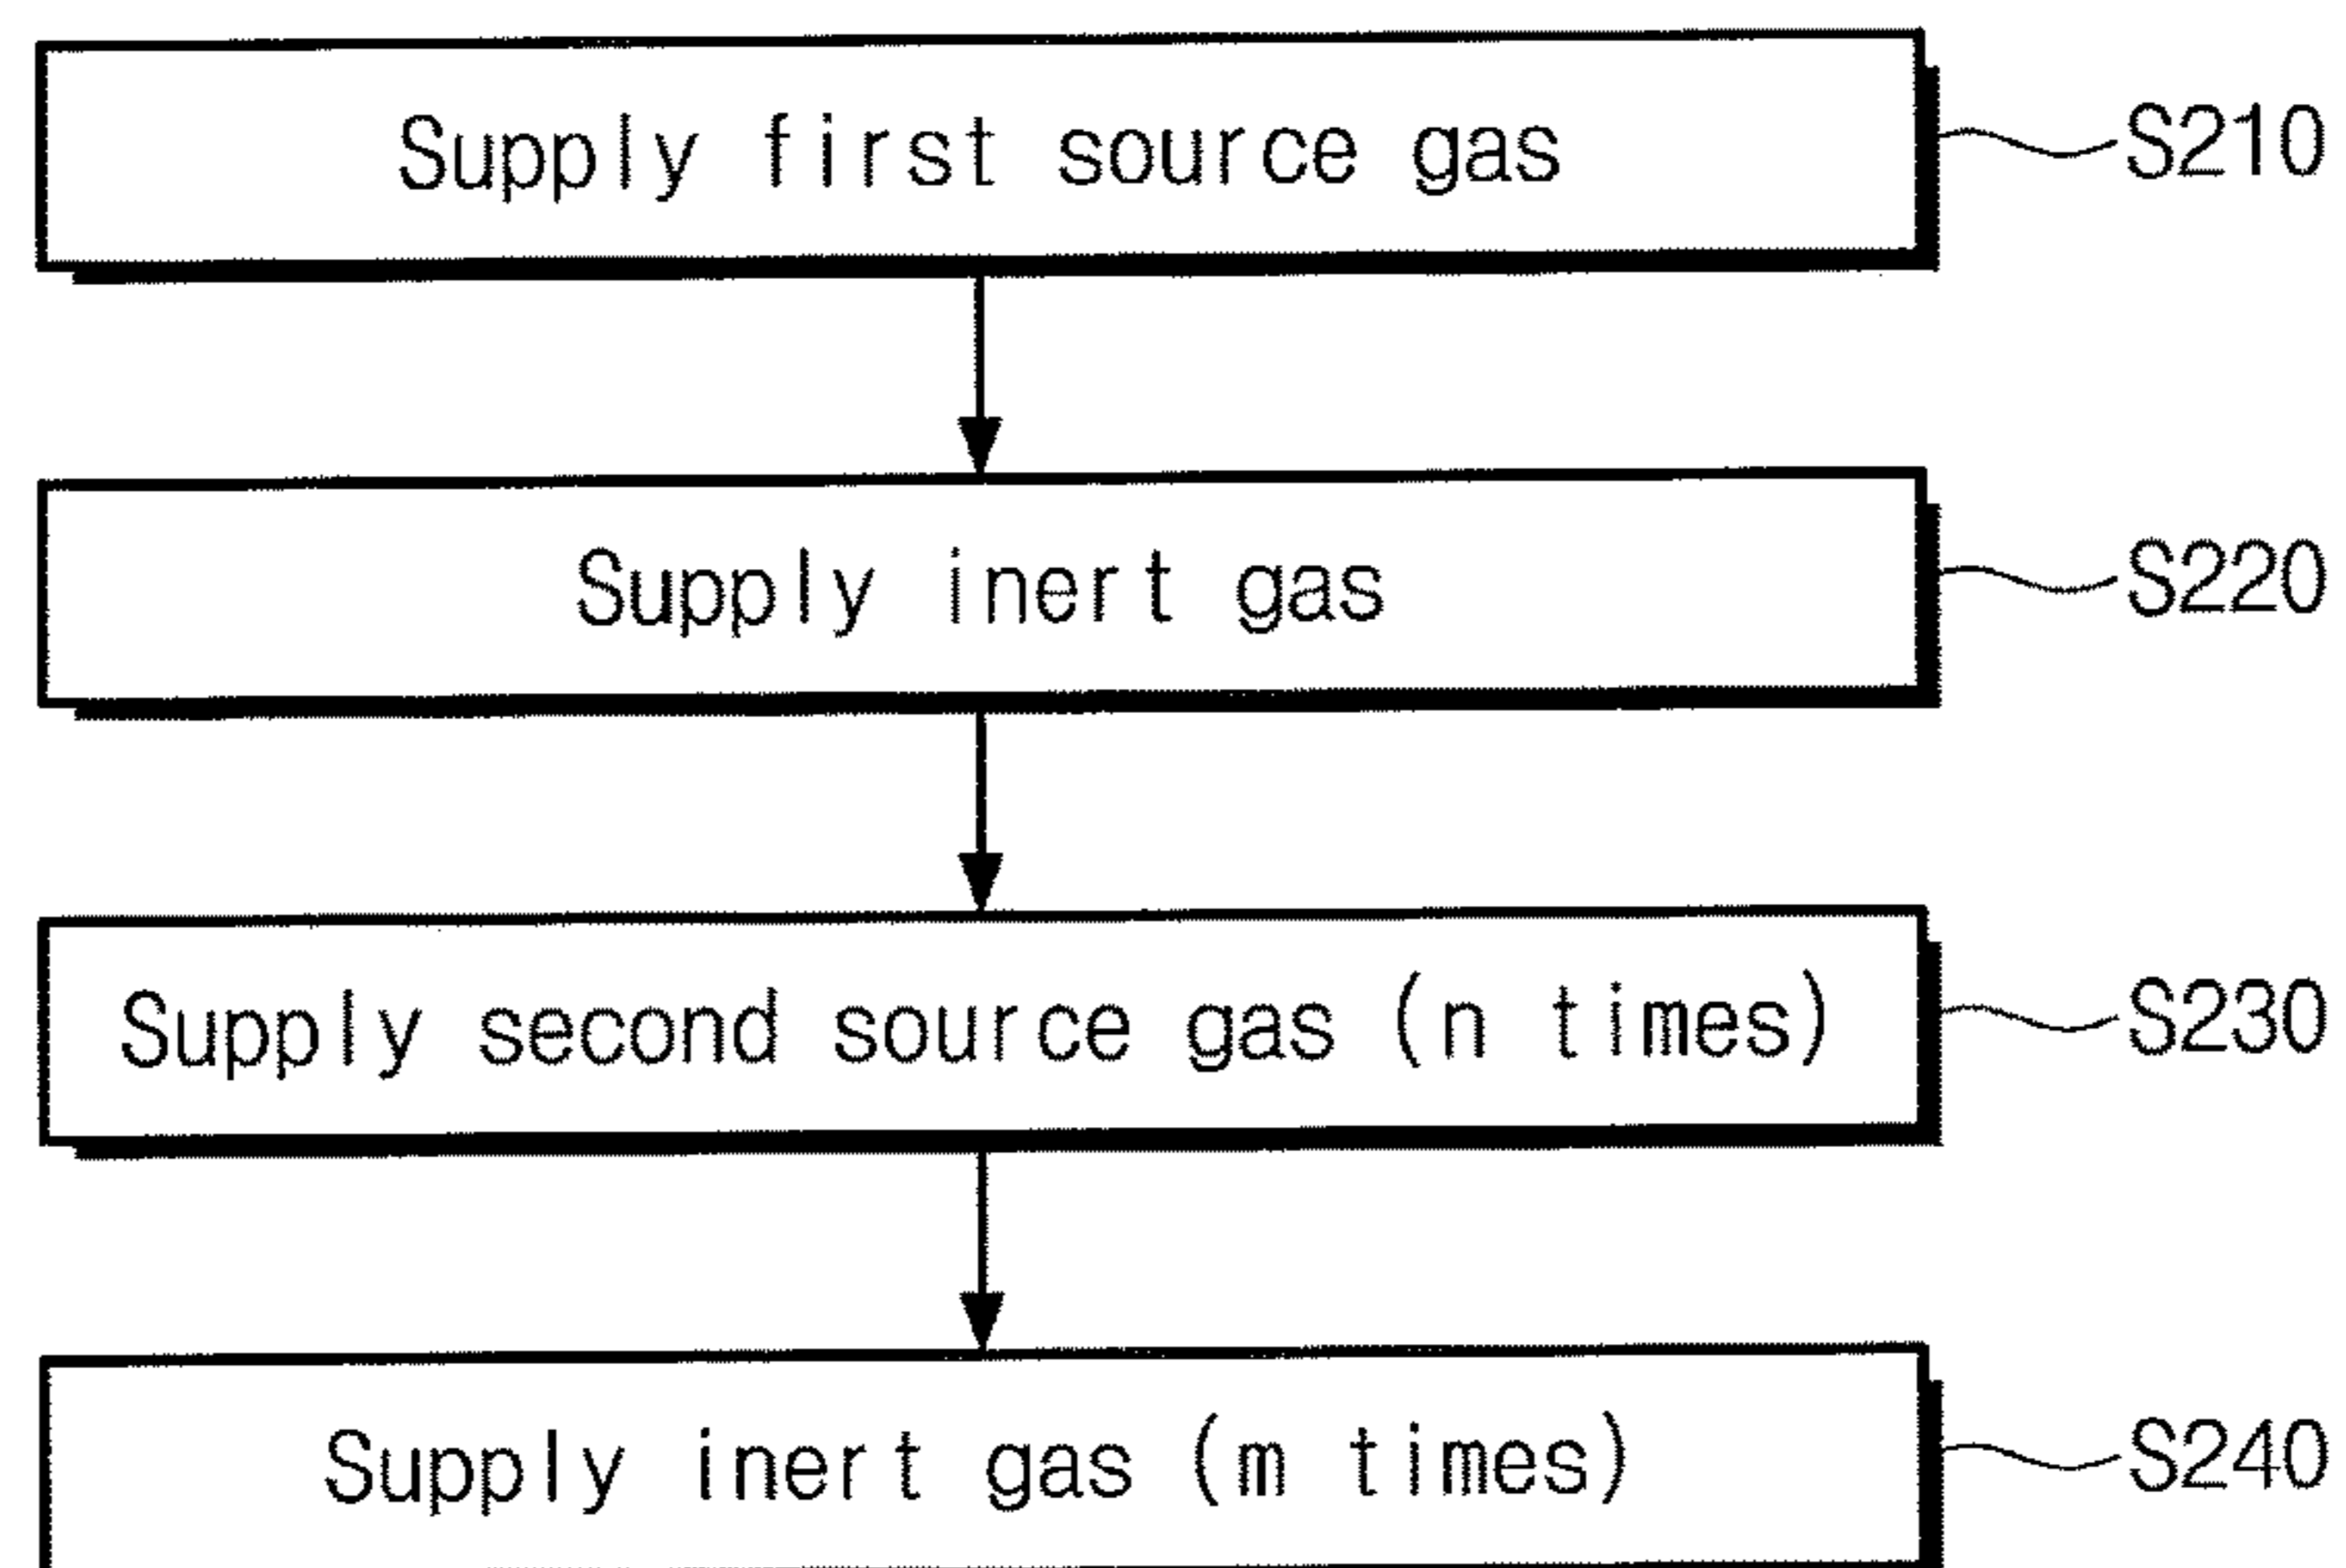 Supply first source gas
S210
Supply inert gas
S220
Supply second source gas (n times)
S230
Supply inert gas (m times)
S240